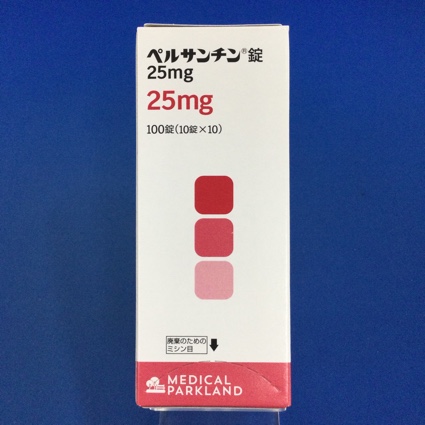 ペルサンチン®錠
25mg
25mg
100錠(10錠×10)
廃棄のための
ミシン目
MEDICAL
PARKLAND